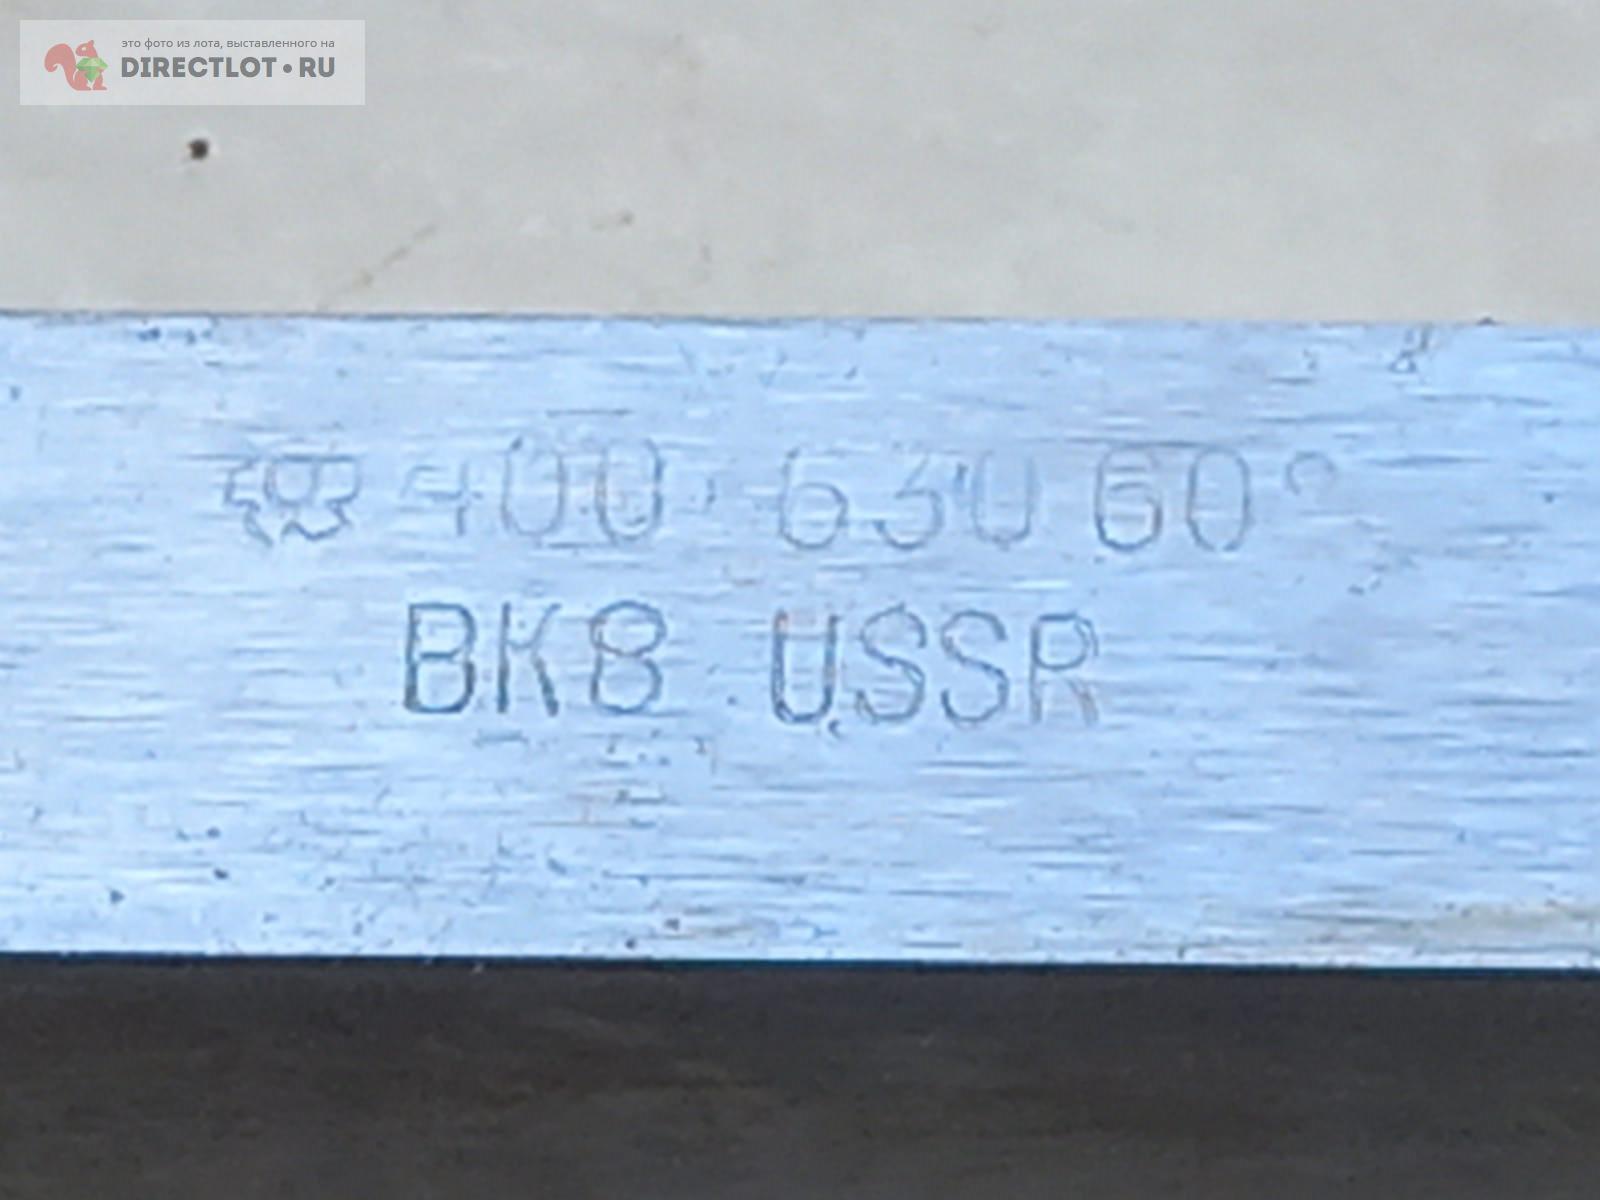 это фото из лота, выставленного на
DIRECTLOT•RU
400 630 60°
ВК8 USSR